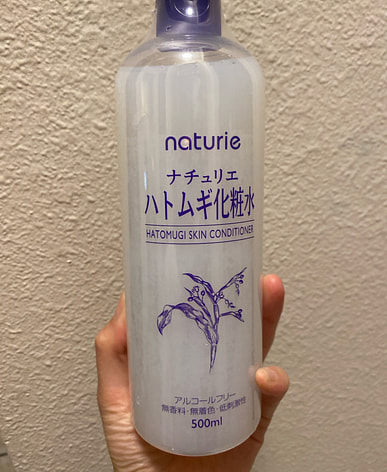 naturie
ナチュリエ
ハトムギ化粧水
HATOMUGI SKIN CONDITIONER
アルコールフリー
無香料・無着色・低刺激性
500ml